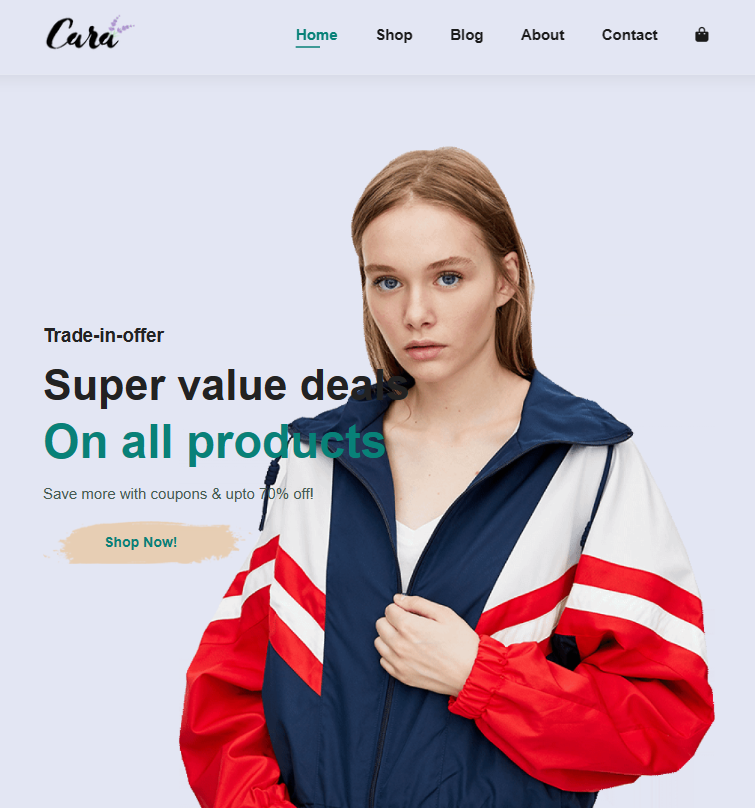 Cara
Home Shop Blog About Contact
Trade-in-offer
Super value deals
On all products
Save more with coupons & upto 70% off!
Shop Now!